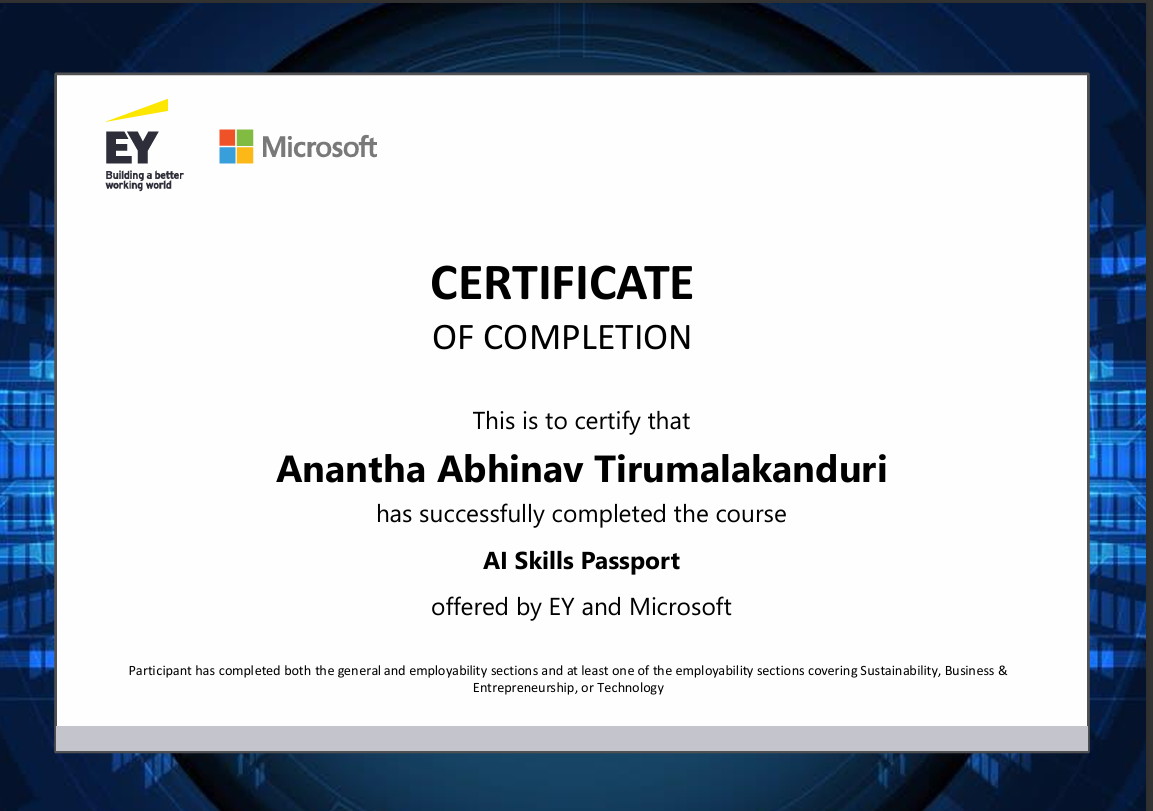 EY
Building a better
working world
Microsoft
CERTIFICATE
OF COMPLETION
This is to certify that
Anantha Abhinav Tirumalakanduri
has successfully completed the course
AI Skills Passport
offered by EY and Microsoft
Participant has completed both the general and employability sections and at least one of the employability sections covering Sustainability, Business &
Entrepreneurship, or Technology